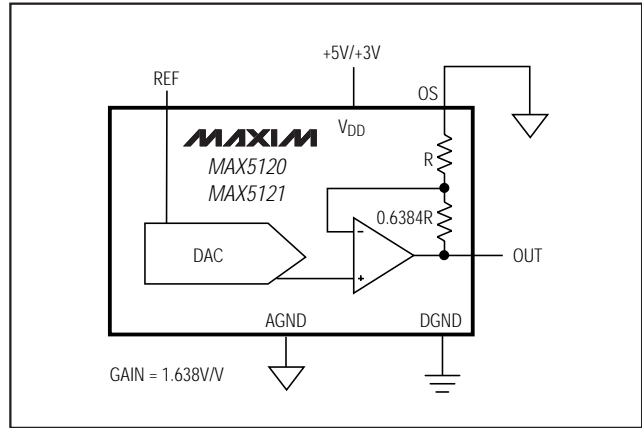 +5V/+3V
REF
OS
VDD
MAXIM
MAX5120
MAX5121
R
0.6384R
DAC
-
+
OUT
AGND
DGND
GAIN = 1.638V/V